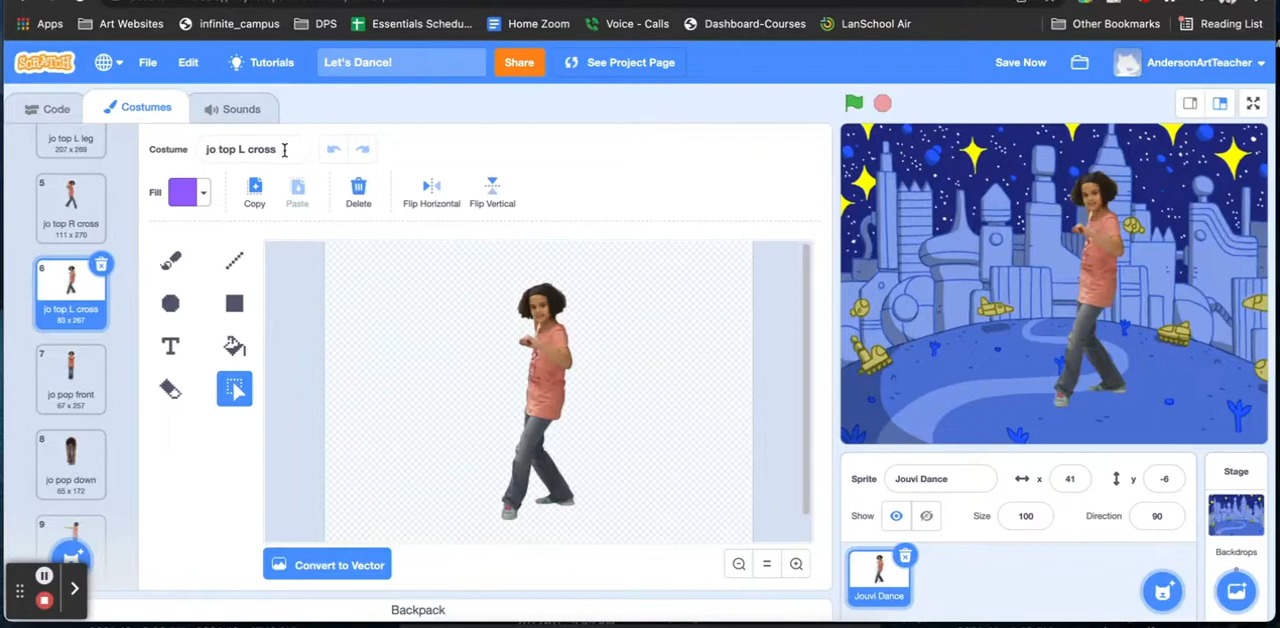 Apps Art Websites infinite_campus DPS Essentials Schedu... Home Zoom Voice - Calls Dashboard-Courses LanSchool Air Other Bookmarks Reading List
SCRATCH File Edit Tutorials Let's Dance! Share See Project Page Save Now AndersonArtTeacher
Code Costumes Sounds
jo top L leg
207 x 269
5
jo top R cross
111 x 270
6
jo top L cross
83 x 267
7
jo pop front
67 x 257
8
jo pop down
65 x 172
9
Costume jo top L cross
Fill Copy Paste Delete Flip Horizontal Flip Vertical
T
Convert to Vector
Backpack
Sprite Jouvi Dance x 41 y -6
Show Size 100 Direction 90
Jouvi Dance
Stage
Backdrops